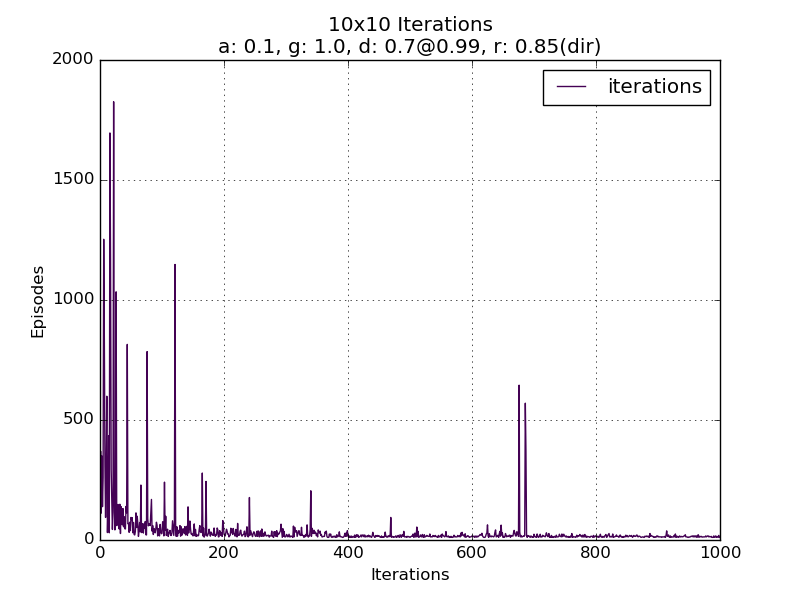 10x10 Iterations
a: 0.1, g: 1.0, d: 0.7@0.99, r: 0.85(dir)
iterations
2000
1500
1000
500
0
Episodes
0 200 400 600 800 1000
Iterations